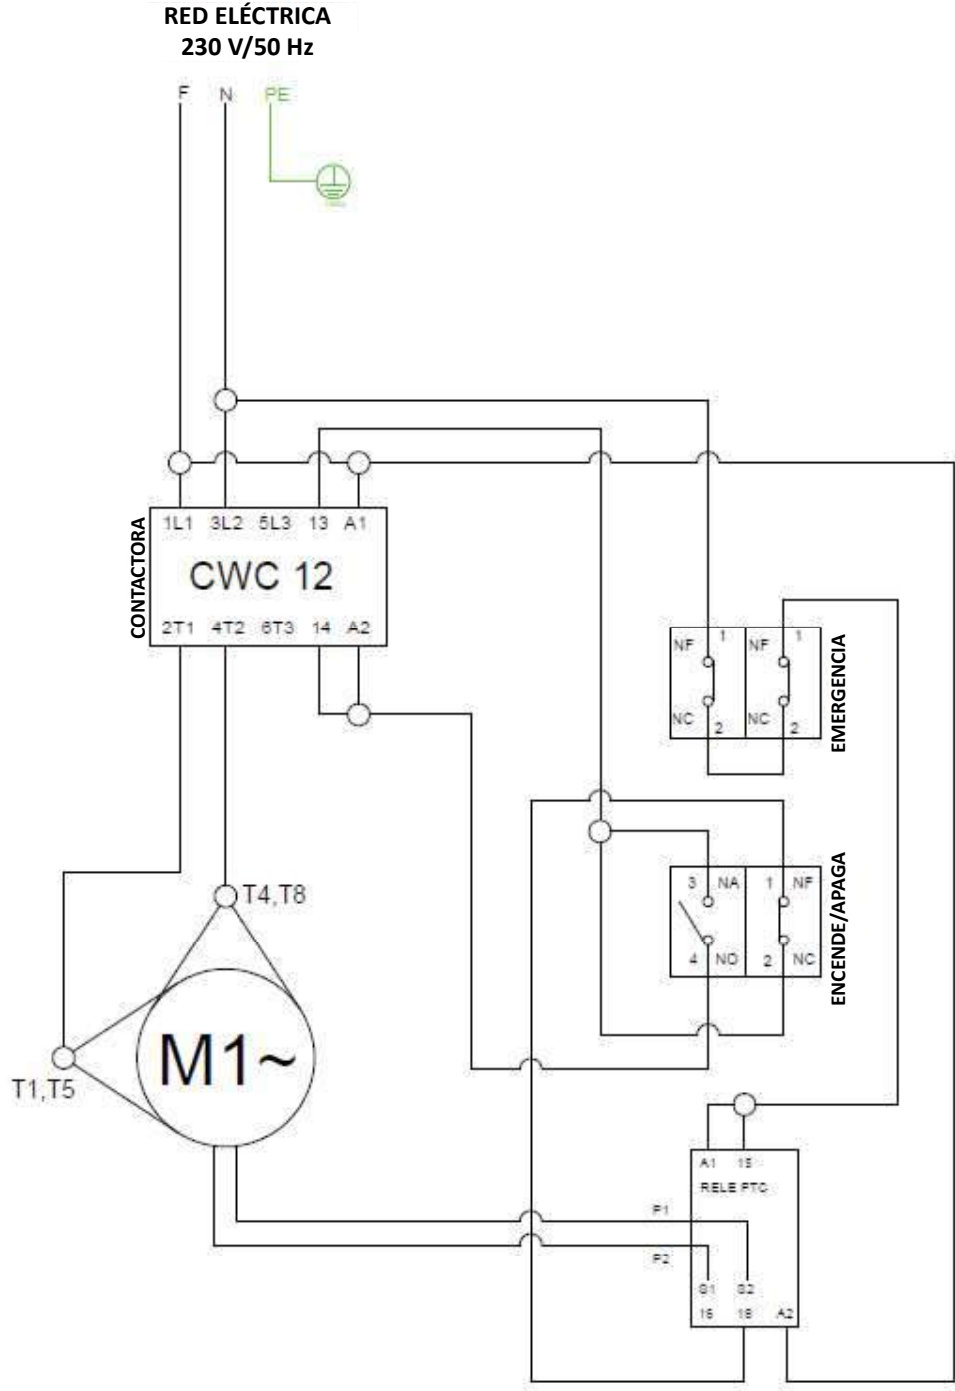 RED ELÉCTRICA
230 V/50 Hz
F N PE
CONTACTORA
1L1 3L2 5L3 13 A1
CWC 12
2T1 4T2 6T3 14 A2
NF 1 NF 1
NC 2 NC 2
EMERGENCIA
3 NA 1 NF
4 NO 2 NC
ENCENDE/APAGA
T4,T8
M1~
T1,T5
A1 15
RELE PTC
P1
P2
S1 S2
16 18 A2